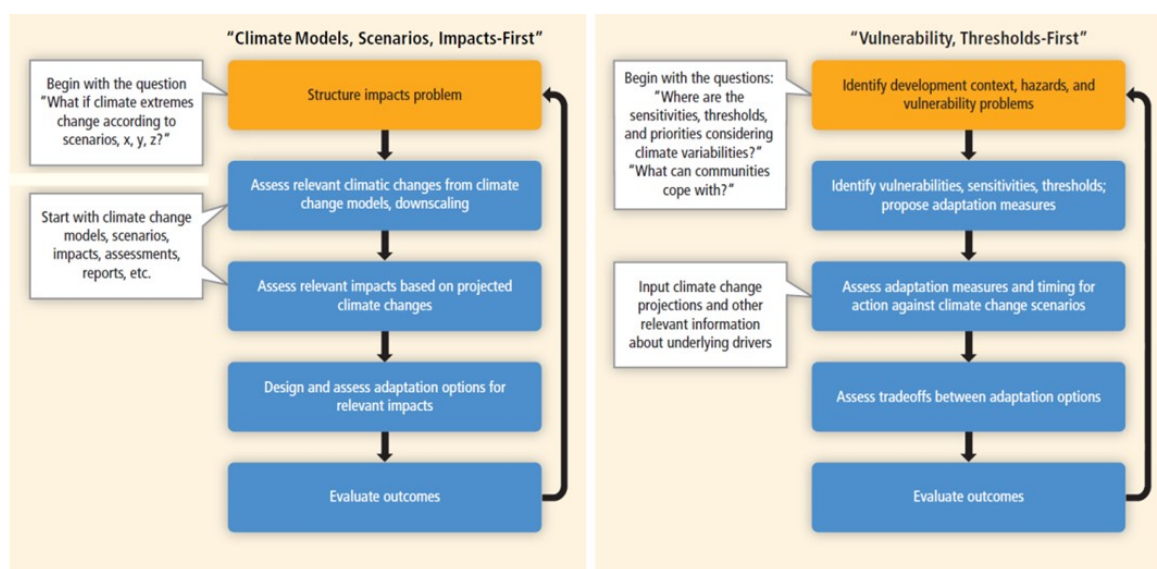 “Climate Models, Scenarios, Impacts-First”
Begin with the question
“What if climate extremes
change according to
scenarios, x, y, z?”
Structure impacts problem
Start with climate change
models, scenarios,
impacts, assessments,
reports, etc.
Assess relevant climatic changes from climate
change models, downscaling
Assess relevant impacts based on projected
climate changes
Design and assess adaptation options for
relevant impacts
Evaluate outcomes
“Vulnerability, Thresholds-First”
Begin with the questions:
“Where are the
sensitivities, thresholds,
and priorities considering
climate variabilities?”
“What can communities
cope with?”
Identify development context, hazards, and
vulnerability problems
Identify vulnerabilities, sensitivities, thresholds;
propose adaptation measures
Input climate change
projections and other
relevant information
about underlying drivers
Assess adaptation measures and timing for
action against climate change scenarios
Assess tradeoffs between adaptation options
Evaluate outcomes